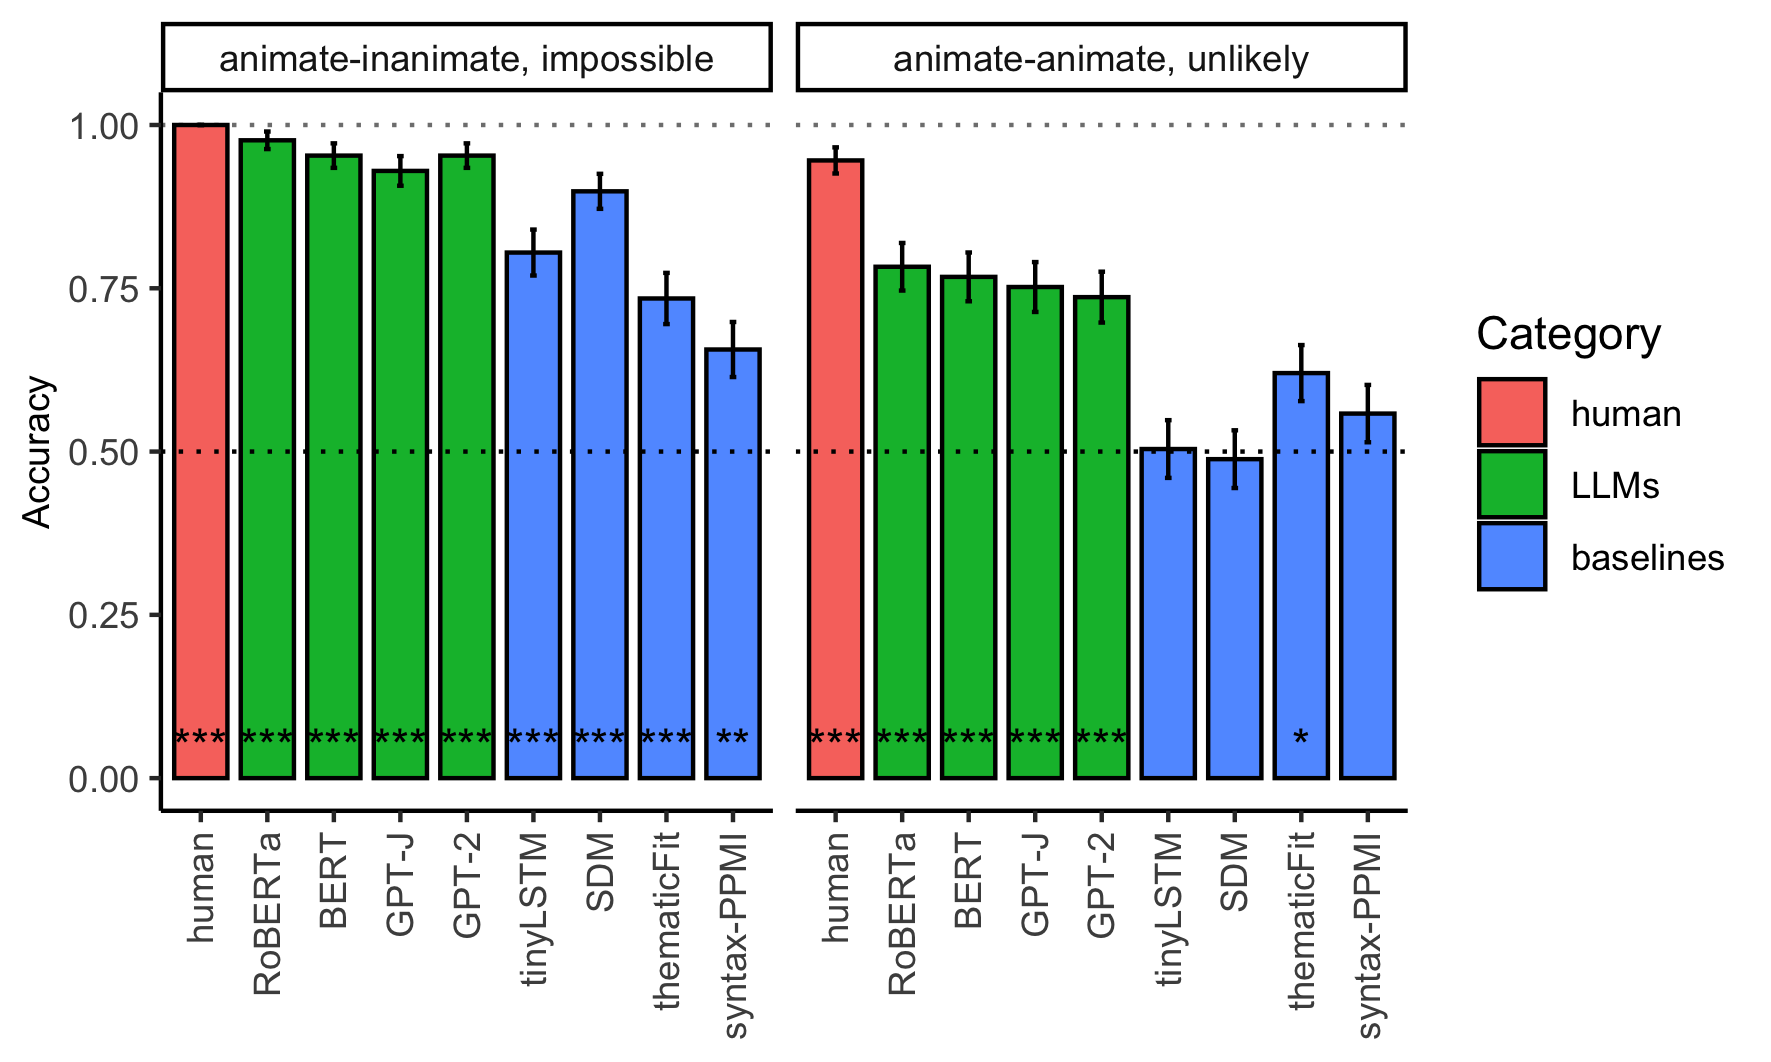 animate-inanimate, impossible
animate-animate, unlikely
Accuracy
1.00
0.75
0.50
0.25
0.00
*** *** *** *** *** *** *** *** **
*** *** *** *** *** *
human RoBERTa BERT GPT-J GPT-2 tinyLSTM SDM thematicFit syntax-PPMI
human RoBERTa BERT GPT-J GPT-2 tinyLSTM SDM thematicFit syntax-PPMI
Category
human
LLMs
baselines